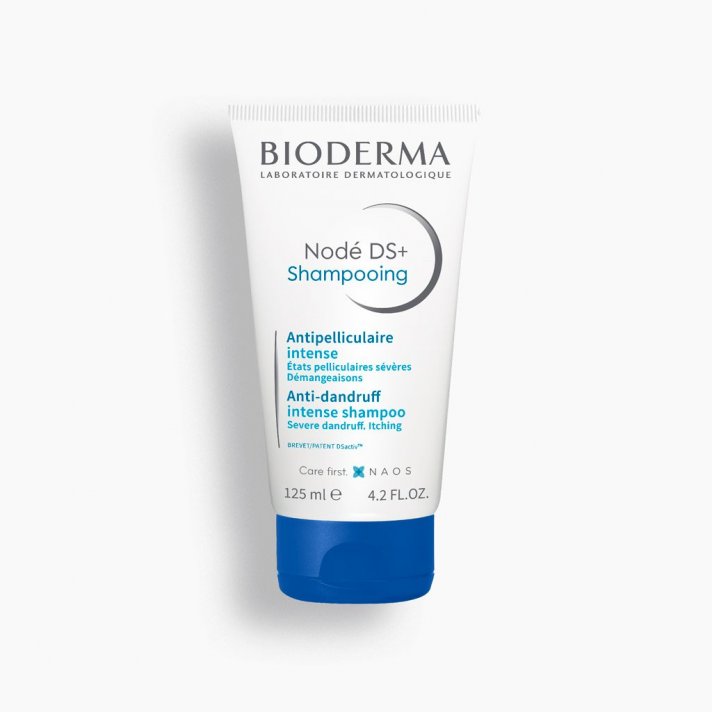 BIODERMA
LABORATOIRE DERMATOLOGIQUE
Nodé DS+
Shampooing
Antipelliculaire
intense
États pelliculaires sévères
Démangeaisons
Anti-dandruff
intense shampoo
Severe dandruff. Itching
BREVET/PATENT DSactiv™
Care first. NAOS
125 ml ℮ 4.2 FL.OZ.